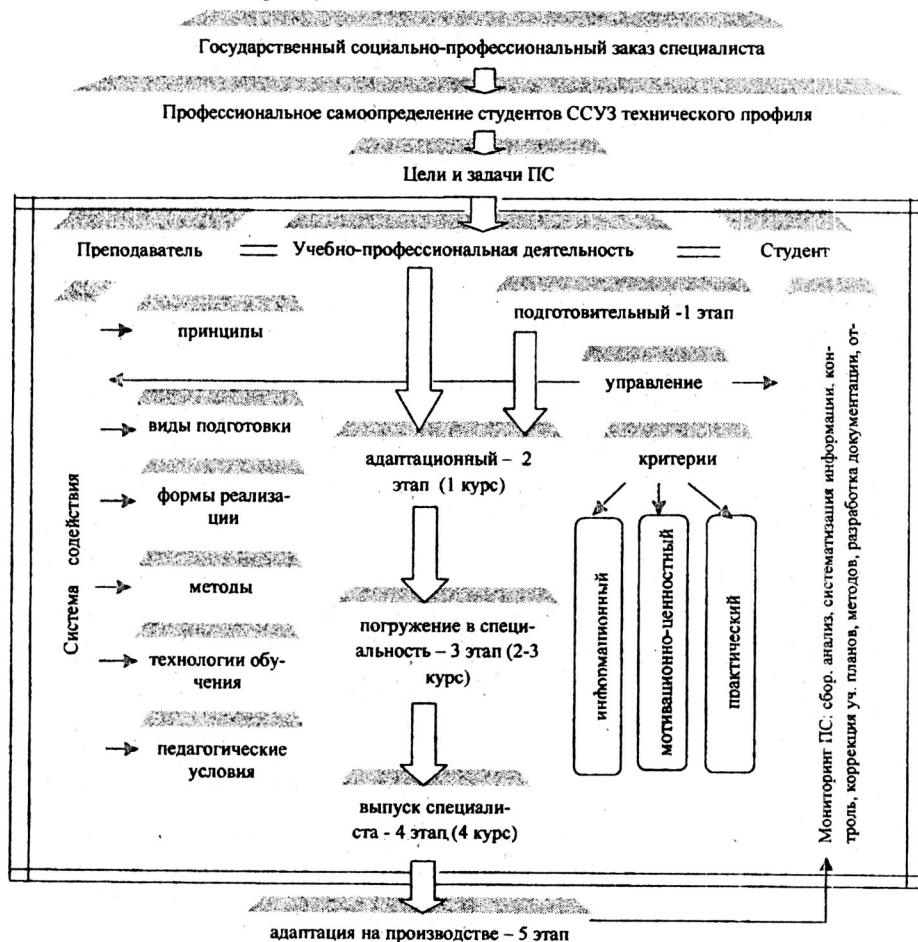 Государственный социально-профессиональный заказ специалиста
Профессиональное самоопределение студентов ССУЗ технического профиля
Цели и задачи ПС
Преподаватель
Учебно-профессиональная деятельность
Студент
подготовительный -1 этап
принципы
управление
виды подготовки
адаптационный – 2
этап (1 курс)
критерии
формы реализа-
ции
методы
технологии обу-
чения
педагогические
условия
Система содействия
погружение в специ-
альность – 3 этап (2-3
курс)
информационный
мотивационно-ценностный
практический
выпуск специали-
ста - 4 этап (4 курс)
Мониторинг ПС: сбор, анализ, систематизация информации, кон-
троль, коррекция уч. планов, методов, разработка документации, от-
адаптация на производстве – 5 этап